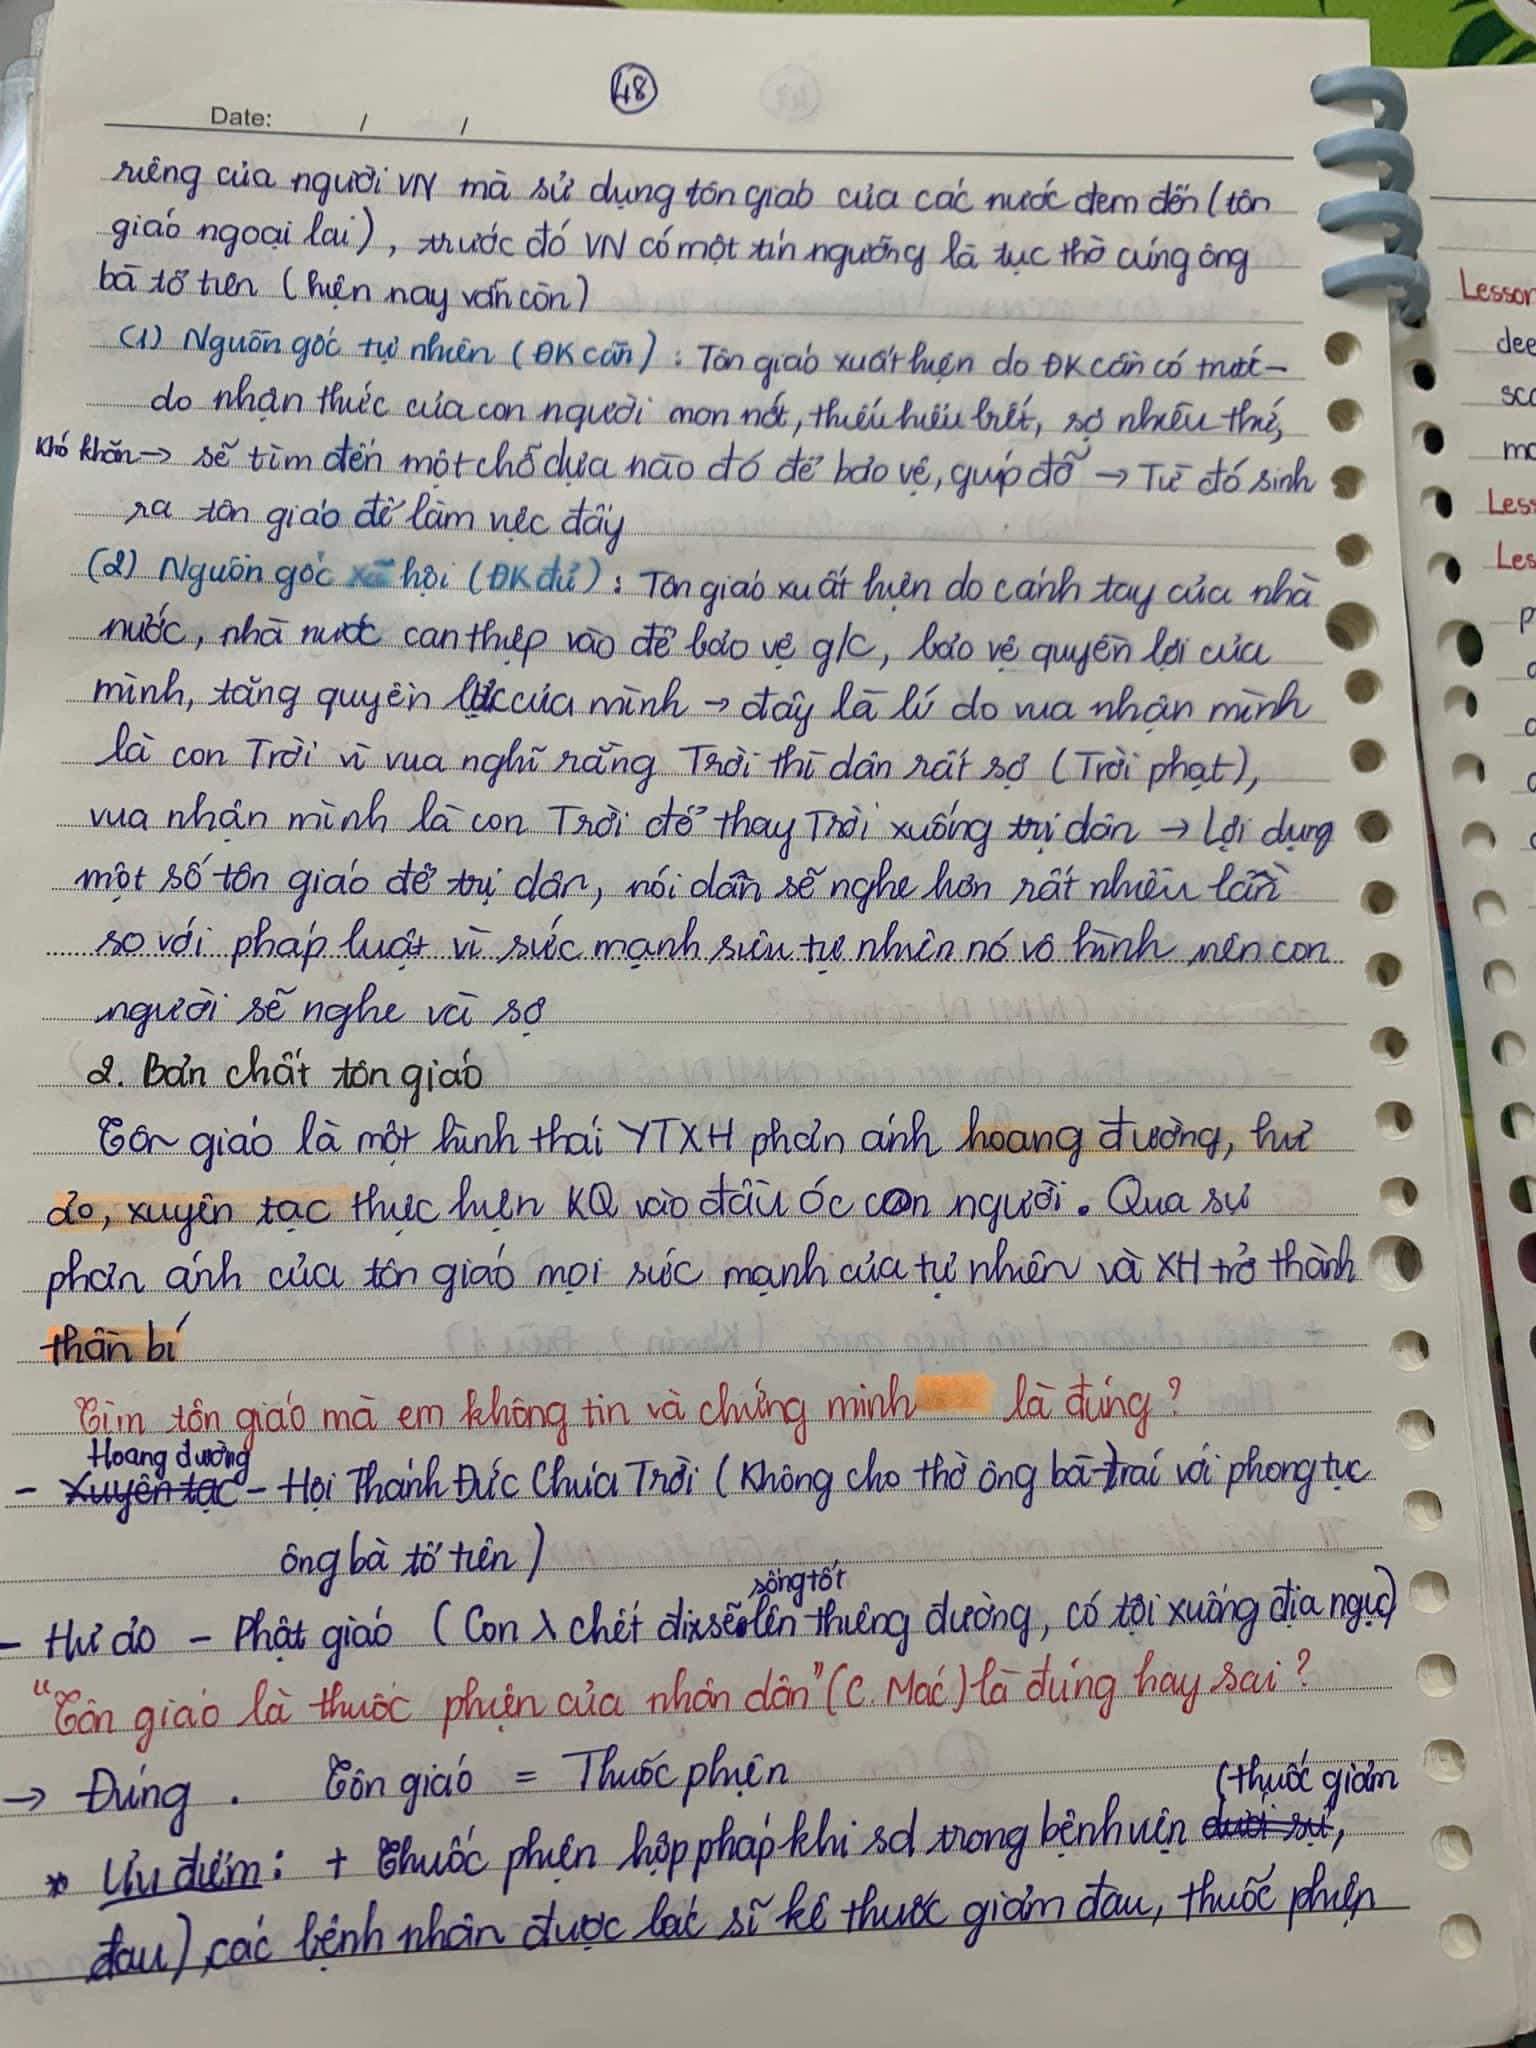 48
Date: / /
riêng của người VN mà sử dụng tôn giáo của các nước đem đến (tôn
giáo ngoại lai), trước đó VN có một tín ngưỡng là tục thờ cúng ông
bà tổ tiên (hiện nay vẫn còn)
(1) Nguồn gốc tự nhiên (ĐK cần): Tôn giáo xuất hiện do ĐK cần có trước -
do nhận thức của con người non nớt, thiếu hiểu biết, sợ nhiều thứ,
khó khăn → sẽ tìm đến một chỗ dựa nào đó để bảo vệ, giúp đỡ → Từ đó sinh
ra tôn giáo để làm việc đấy
(2) Nguồn gốc xã hội (ĐK đủ): Tôn giáo xuất hiện do cánh tay của nhà
nước, nhà nước can thiệp vào để bảo vệ g/c, bảo vệ quyền lợi của
mình, tăng quyền lực của mình → đây là lí do vua nhận mình
là con Trời vì vua nghĩ rằng Trời thì dân rất sợ (Trời phạt),
vua nhận mình là con Trời để thay Trời xuống trị dân → Lợi dụng
một số tôn giáo để trị dân, nói dân sẽ nghe hơn rất nhiều lần
so với pháp luật vì sức mạnh siêu tự nhiên nó vô hình nên con
người sẽ nghe và sợ
2. Bản chất tôn giáo
Tôn giáo là một hình thái YTXH phản ánh hoang đường, hư
ảo, xuyên tạc thực hiện KQ vào đầu óc con người. Qua sự
phản ánh của tôn giáo mọi sức mạnh của tự nhiên và XH trở thành
thần bí
Tìm tôn giáo mà em không tin và chứng minh là đúng?
Hoang đường
- Xuyên tạc - Hội Thánh Đức Chúa Trời (Không cho thờ ông bà → trái với phong tục
ông bà tổ tiên)
sống tốt
- Hư ảo - Phật giáo (Con λ chết đi sẽ lên thiêng đường, có tội xuống địa ngục)
"Tôn giáo là thuốc phiện của nhân dân" (C. Mác) là đúng hay sai?
→ Đúng. Tôn giáo = Thuốc phiện
(thuốc giảm
* Ưu điểm: + Thuốc phiện hợp pháp khi sd trong bệnh viện dưới sự,
đau), các bệnh nhân được bác sĩ kê thuốc giảm đau, thuốc phiện
Lesson
dee
sco
mo
Less
Les